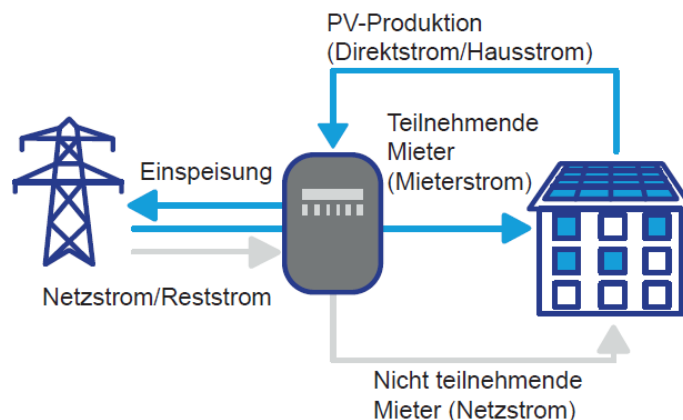 PV-Produktion
(Direktstrom/Hausstrom)
Teilnehmende
Mieter
(Mieterstrom)
Einspeisung
Netzstrom/Reststrom
Nicht teilnehmende
Mieter (Netzstrom)